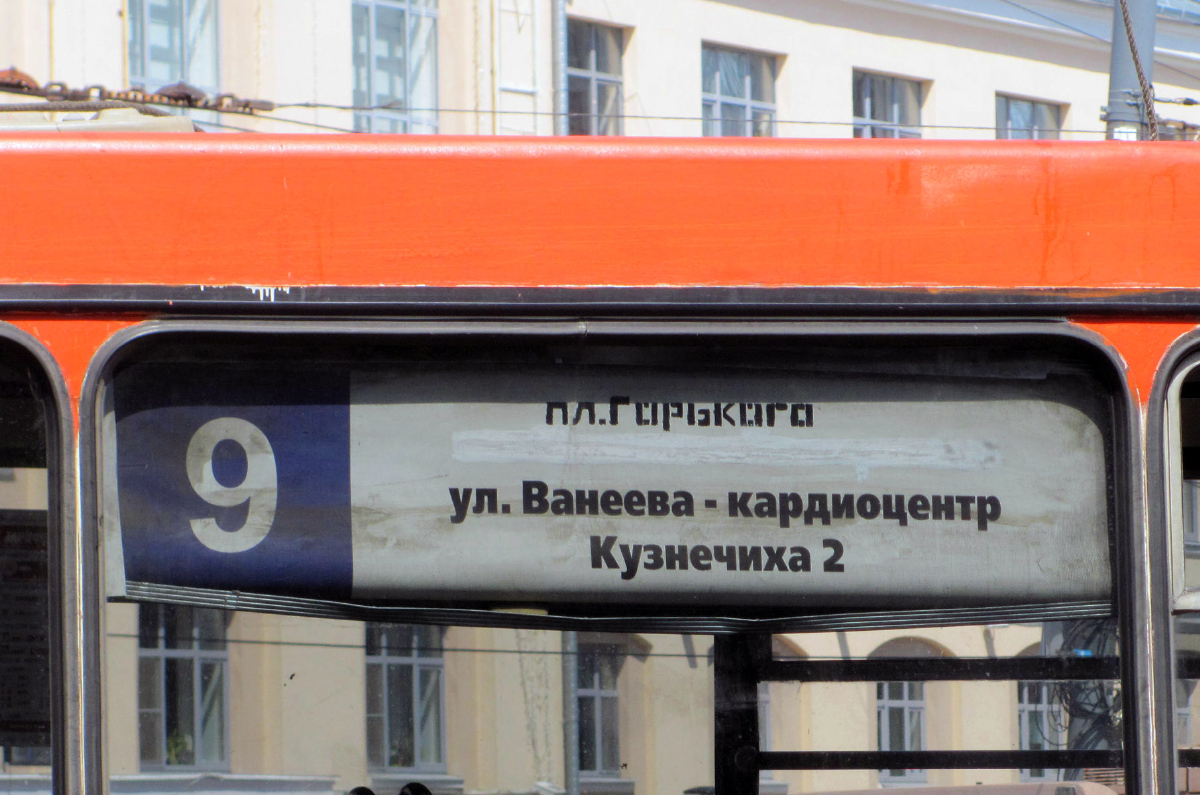 9
пл.Горького
ул. Ванеева - кардиоцентр
Кузнечиха 2